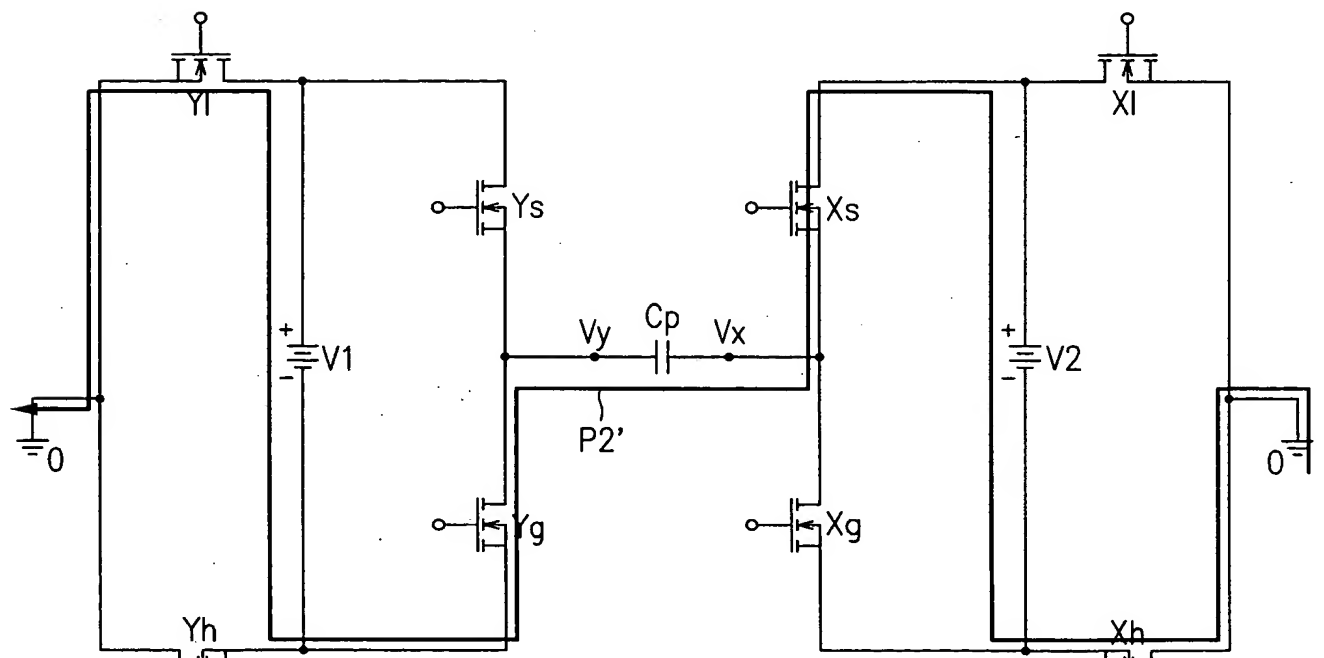 Yl
Xl
Ys
Xs
Vy
Cp
Vx
+
V1
-
+
V2
-
P2'
0
0
Yg
Xg
Yh
Xh